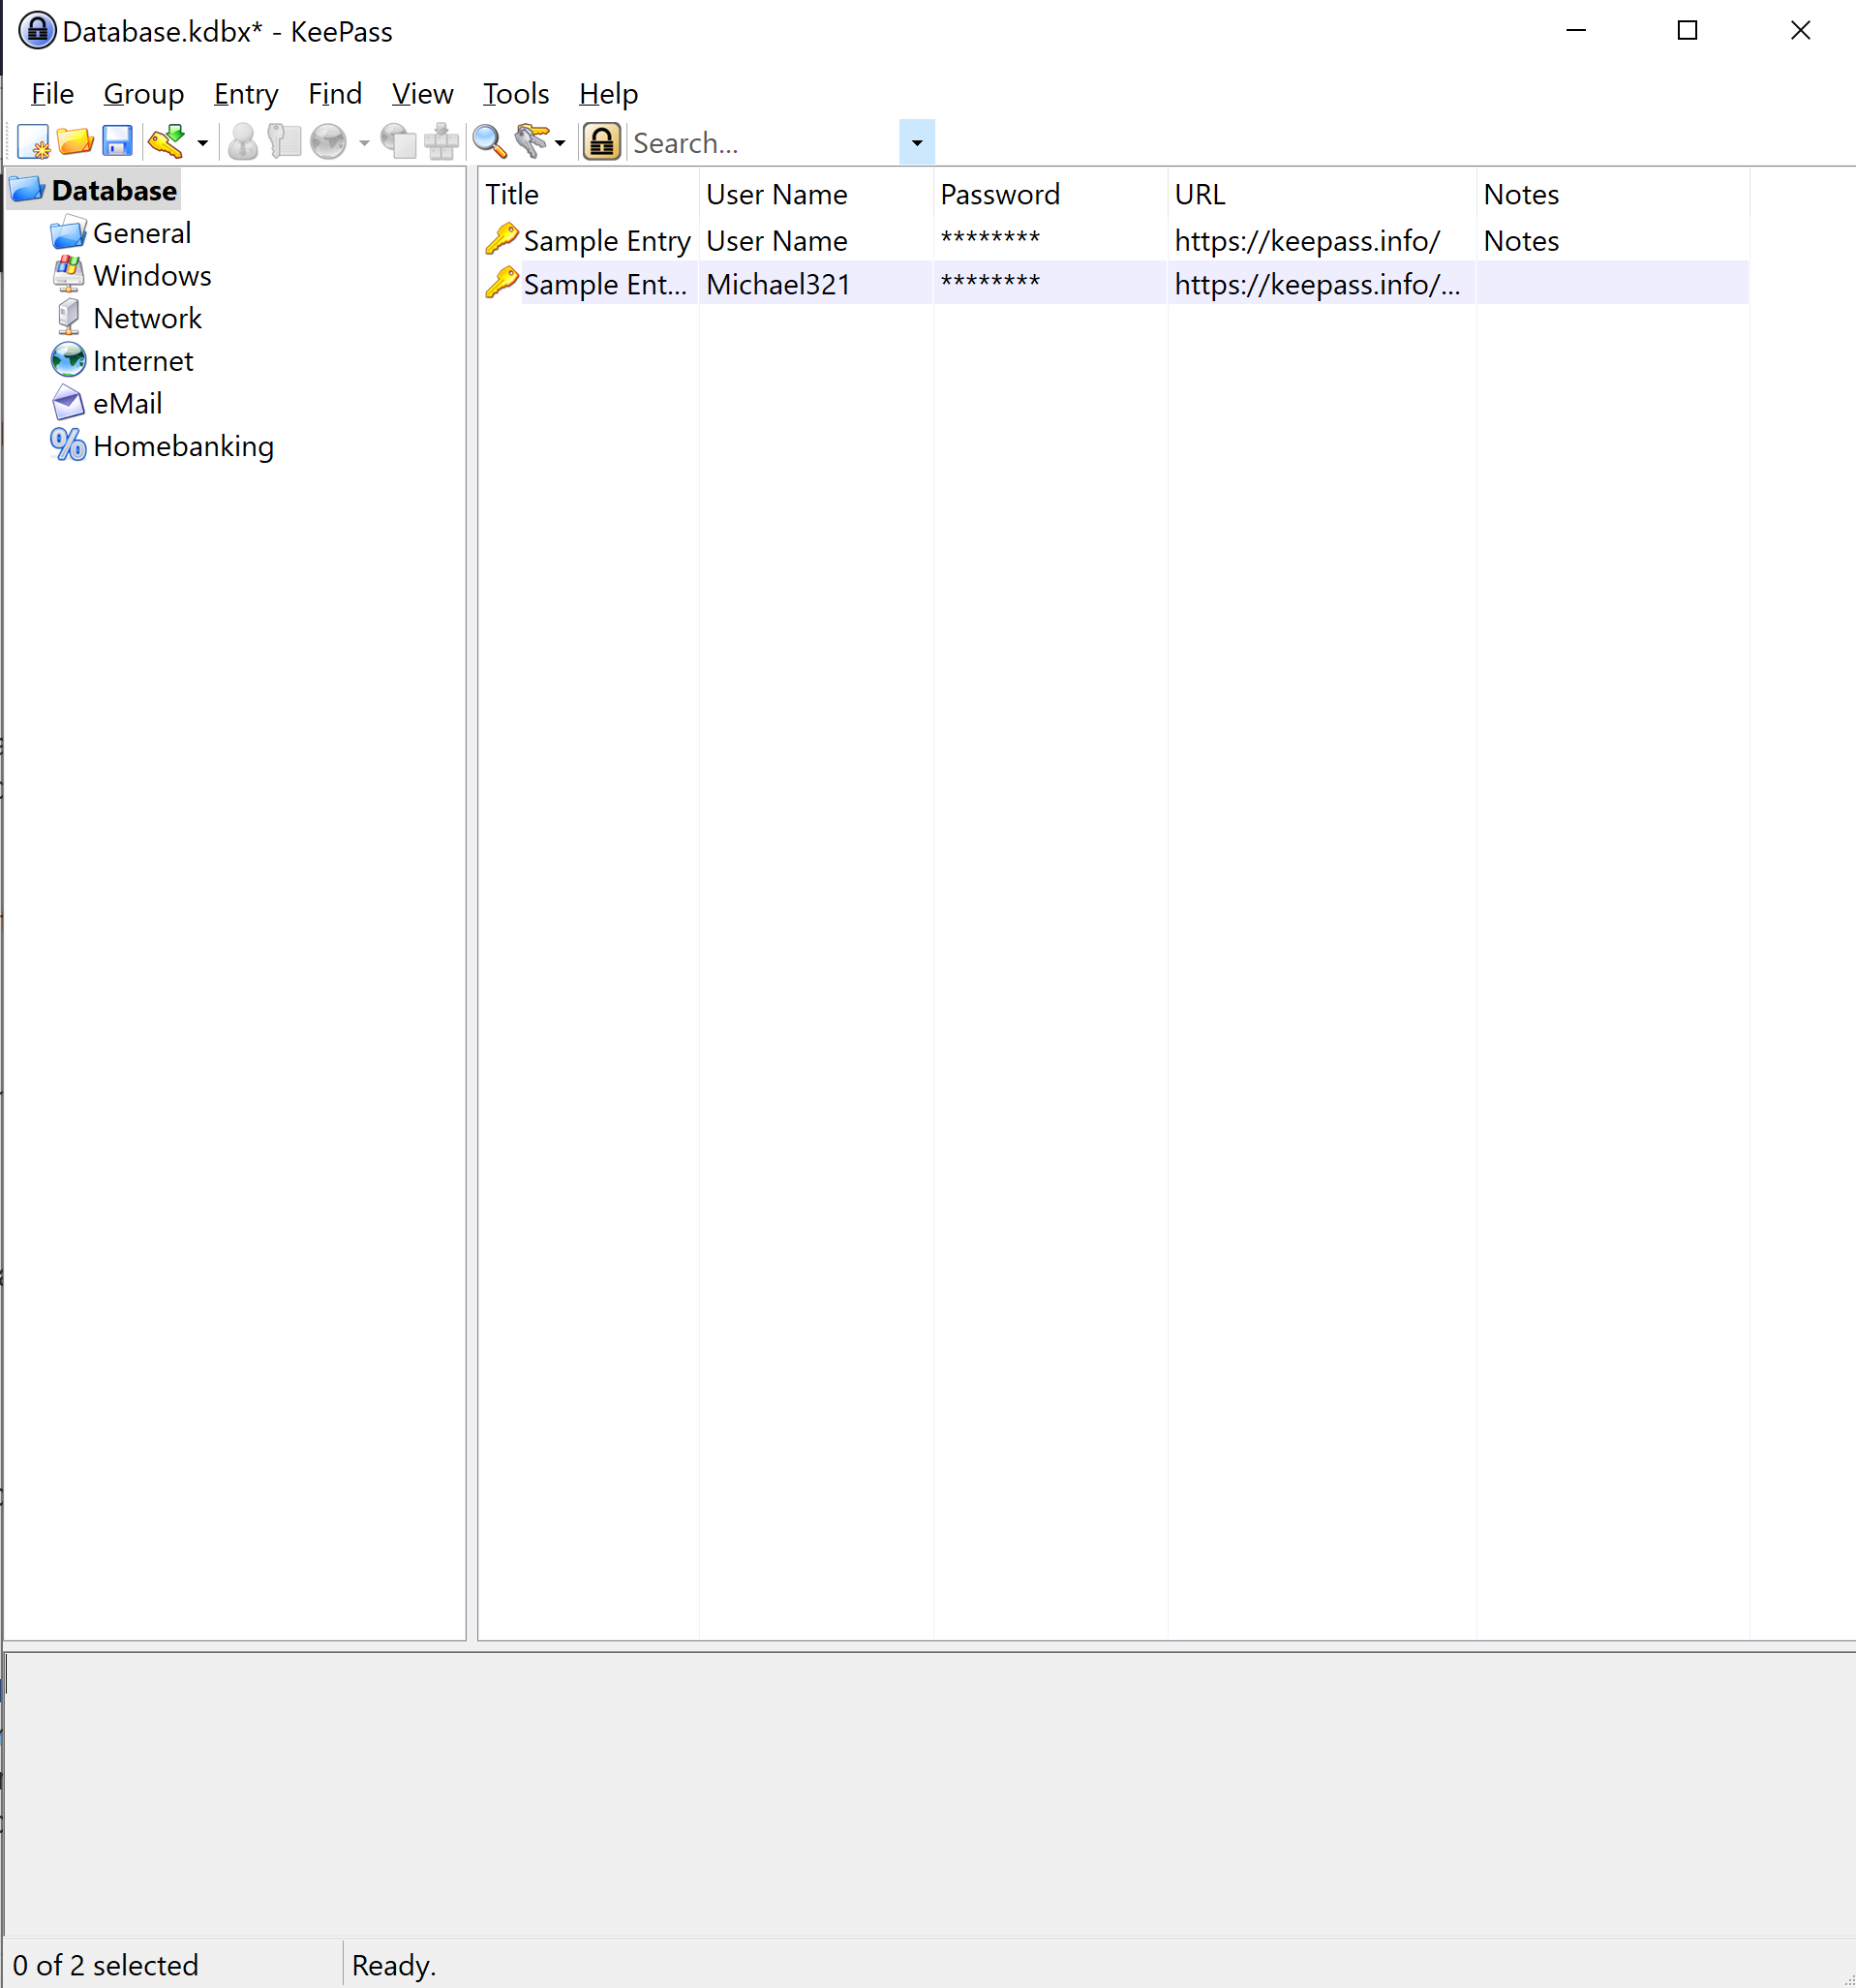 Database.kdbx* - KeePass
File Group Entry Find View Tools Help
Search...
Database
General
Windows
Network
Internet
eMail
Homebanking
Title User Name Password URL Notes
Sample Entry User Name ******** https://keepass.info/ Notes
Sample Ent... Michael321 ******** https://keepass.info/...
0 of 2 selected Ready.